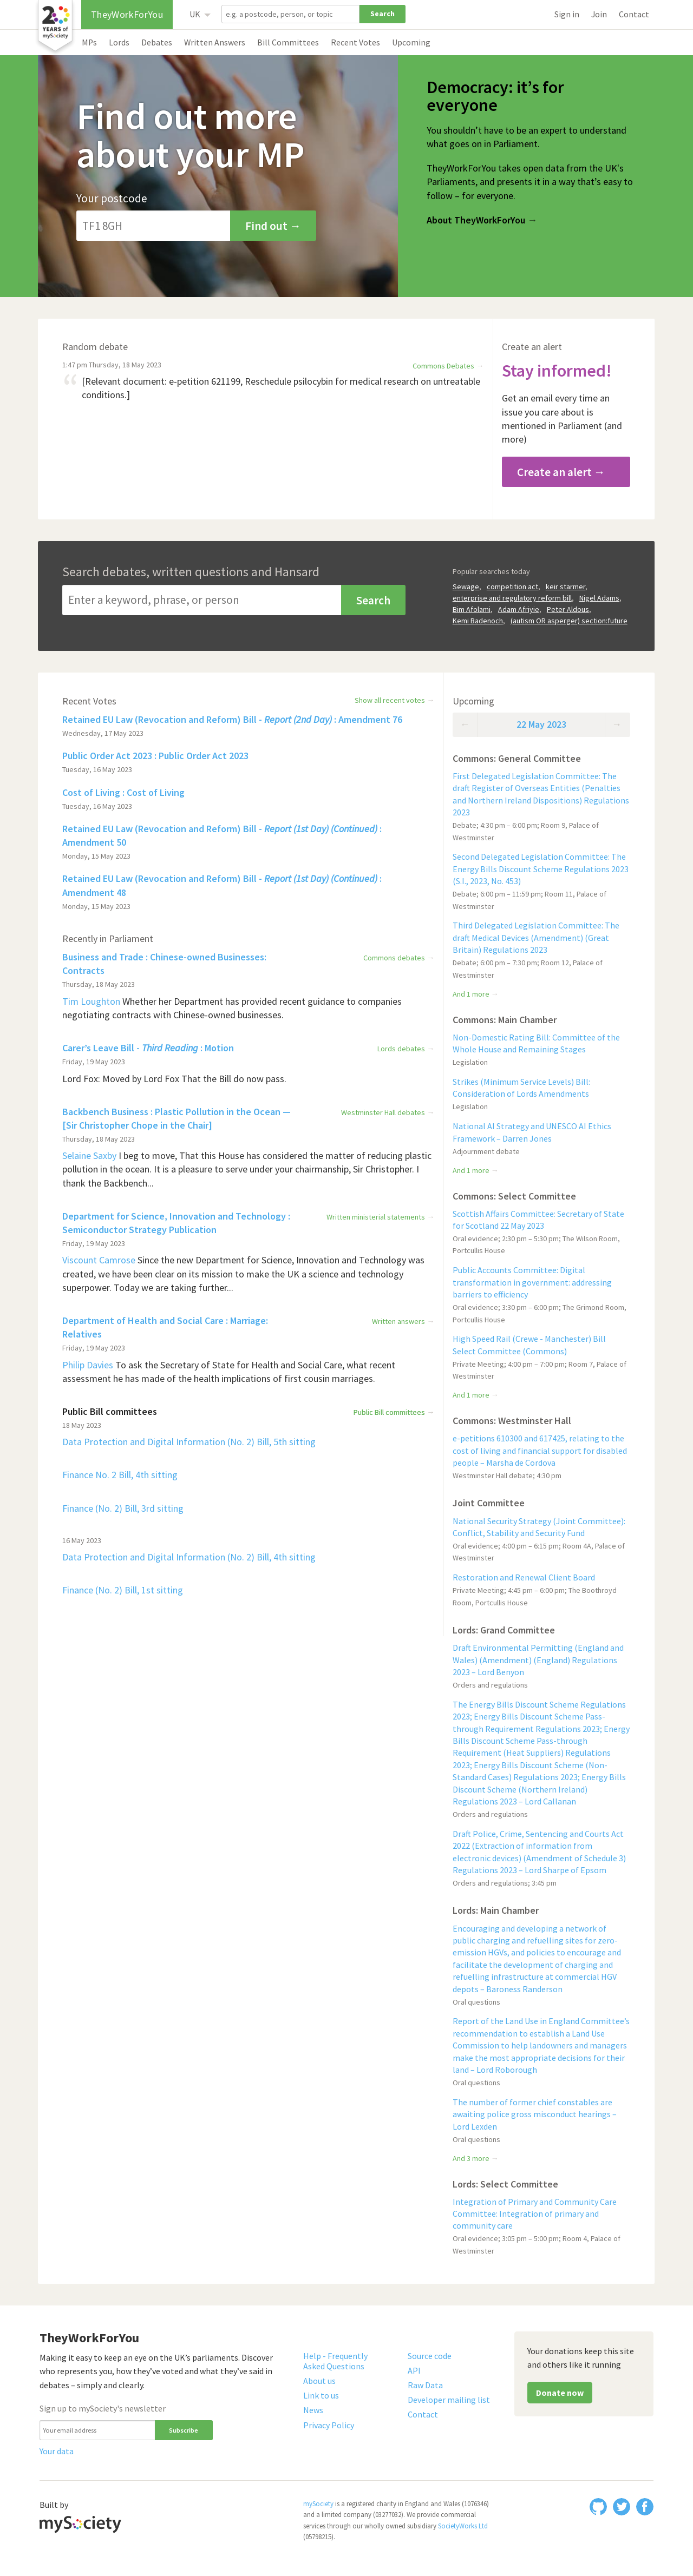 20
YEARS of
mySociety
TheyWorkForYou
UK
e.g. a postcode, person, or topic
Search
Sign in
Join
Contact
MPs
Lords
Debates
Written Answers
Bill Committees
Recent Votes
Upcoming
Find out more
about your MP
Your postcode
TF1 8GH
Find out →
Democracy: it’s for
everyone
You shouldn’t have to be an expert to understand
what goes on in Parliament.
TheyWorkForYou takes open data from the UK's
Parliaments, and presents it in a way that’s easy to
follow – for everyone.
About TheyWorkForYou →
Random debate
1:47 pm Thursday, 18 May 2023
Commons Debates →
“ [Relevant document: e-petition 621199, Reschedule psilocybin for medical research on untreatable
conditions.]
Create an alert
Stay informed!
Get an email every time an
issue you care about is
mentioned in Parliament (and
more)
Create an alert →
Search debates, written questions and Hansard
Enter a keyword, phrase, or person
Search
Popular searches today
Sewage, competition act, keir starmer,
enterprise and regulatory reform bill, Nigel Adams,
Bim Afolami, Adam Afriyie, Peter Aldous,
Kemi Badenoch, (autism OR asperger) section:future
Recent Votes
Show all recent votes →
Retained EU Law (Revocation and Reform) Bill - Report (2nd Day) : Amendment 76
Wednesday, 17 May 2023
Public Order Act 2023 : Public Order Act 2023
Tuesday, 16 May 2023
Cost of Living : Cost of Living
Tuesday, 16 May 2023
Retained EU Law (Revocation and Reform) Bill - Report (1st Day) (Continued) :
Amendment 50
Monday, 15 May 2023
Retained EU Law (Revocation and Reform) Bill - Report (1st Day) (Continued) :
Amendment 48
Monday, 15 May 2023
Recently in Parliament
Business and Trade : Chinese-owned Businesses:
Contracts
Commons debates →
Thursday, 18 May 2023
Tim Loughton Whether her Department has provided recent guidance to companies
negotiating contracts with Chinese-owned businesses.
Carer’s Leave Bill - Third Reading : Motion
Lords debates →
Friday, 19 May 2023
Lord Fox: Moved by Lord Fox That the Bill do now pass.
Backbench Business : Plastic Pollution in the Ocean —
[Sir Christopher Chope in the Chair]
Westminster Hall debates →
Thursday, 18 May 2023
Selaine Saxby I beg to move, That this House has considered the matter of reducing plastic
pollution in the ocean. It is a pleasure to serve under your chairmanship, Sir Christopher. I
thank the Backbench...
Department for Science, Innovation and Technology :
Semiconductor Strategy Publication
Written ministerial statements →
Friday, 19 May 2023
Viscount Camrose Since the new Department for Science, Innovation and Technology was
created, we have been clear on its mission to make the UK a science and technology
superpower. Today we are taking further...
Department of Health and Social Care : Marriage:
Relatives
Written answers →
Friday, 19 May 2023
Philip Davies To ask the Secretary of State for Health and Social Care, what recent
assessment he has made of the health implications of first cousin marriages.
Public Bill committees
Public Bill committees →
18 May 2023
Data Protection and Digital Information (No. 2) Bill, 5th sitting
Finance No. 2 Bill, 4th sitting
Finance (No. 2) Bill, 3rd sitting
16 May 2023
Data Protection and Digital Information (No. 2) Bill, 4th sitting
Finance (No. 2) Bill, 1st sitting
Upcoming
← 22 May 2023 →
Commons: General Committee
First Delegated Legislation Committee: The
draft Register of Overseas Entities (Penalties
and Northern Ireland Dispositions) Regulations
2023
Debate; 4:30 pm – 6:00 pm; Room 9, Palace of
Westminster
Second Delegated Legislation Committee: The
Energy Bills Discount Scheme Regulations 2023
(S.I., 2023, No. 453)
Debate; 6:00 pm – 11:59 pm; Room 11, Palace of
Westminster
Third Delegated Legislation Committee: The
draft Medical Devices (Amendment) (Great
Britain) Regulations 2023
Debate; 6:00 pm – 7:30 pm; Room 12, Palace of
Westminster
And 1 more →
Commons: Main Chamber
Non-Domestic Rating Bill: Committee of the
Whole House and Remaining Stages
Legislation
Strikes (Minimum Service Levels) Bill:
Consideration of Lords Amendments
Legislation
National AI Strategy and UNESCO AI Ethics
Framework – Darren Jones
Adjournment debate
And 1 more →
Commons: Select Committee
Scottish Affairs Committee: Secretary of State
for Scotland 22 May 2023
Oral evidence; 2:30 pm – 5:30 pm; The Wilson Room,
Portcullis House
Public Accounts Committee: Digital
transformation in government: addressing
barriers to efficiency
Oral evidence; 3:30 pm – 6:00 pm; The Grimond Room,
Portcullis House
High Speed Rail (Crewe - Manchester) Bill
Select Committee (Commons)
Private Meeting; 4:00 pm – 7:00 pm; Room 7, Palace of
Westminster
And 1 more →
Commons: Westminster Hall
e-petitions 610300 and 617425, relating to the
cost of living and financial support for disabled
people – Marsha de Cordova
Westminster Hall debate; 4:30 pm
Joint Committee
National Security Strategy (Joint Committee):
Conflict, Stability and Security Fund
Oral evidence; 4:00 pm – 6:15 pm; Room 4A, Palace of
Westminster
Restoration and Renewal Client Board
Private Meeting; 4:45 pm – 6:00 pm; The Boothroyd
Room, Portcullis House
Lords: Grand Committee
Draft Environmental Permitting (England and
Wales) (Amendment) (England) Regulations
2023 – Lord Benyon
Orders and regulations
The Energy Bills Discount Scheme Regulations
2023; Energy Bills Discount Scheme Pass-
through Requirement Regulations 2023; Energy
Bills Discount Scheme Pass-through
Requirement (Heat Suppliers) Regulations
2023; Energy Bills Discount Scheme (Non-
Standard Cases) Regulations 2023; Energy Bills
Discount Scheme (Northern Ireland)
Regulations 2023 – Lord Callanan
Orders and regulations
Draft Police, Crime, Sentencing and Courts Act
2022 (Extraction of information from
electronic devices) (Amendment of Schedule 3)
Regulations 2023 – Lord Sharpe of Epsom
Orders and regulations; 3:45 pm
Lords: Main Chamber
Encouraging and developing a network of
public charging and refuelling sites for zero-
emission HGVs, and policies to encourage and
facilitate the development of charging and
refuelling infrastructure at commercial HGV
depots – Baroness Randerson
Oral questions
Report of the Land Use in England Committee’s
recommendation to establish a Land Use
Commission to help landowners and managers
make the most appropriate decisions for their
land – Lord Roborough
Oral questions
The number of former chief constables are
awaiting police gross misconduct hearings –
Lord Lexden
Oral questions
And 3 more →
Lords: Select Committee
Integration of Primary and Community Care
Committee: Integration of primary and
community care
Oral evidence; 3:05 pm – 5:00 pm; Room 4, Palace of
Westminster
TheyWorkForYou
Making it easy to keep an eye on the UK’s parliaments. Discover
who represents you, how they’ve voted and what they’ve said in
debates – simply and clearly.
Sign up to mySociety's newsletter
Your email address
Subscribe
Your data
Help - Frequently
Asked Questions
About us
Link to us
News
Privacy Policy
Source code
API
Raw Data
Developer mailing list
Contact
Your donations keep this site
and others like it running
Donate now
Built by
mySociety
mySociety is a registered charity in England and Wales (1076346)
and a limited company (03277032). We provide commercial
services through our wholly owned subsidiary SocietyWorks Ltd
(05798215).